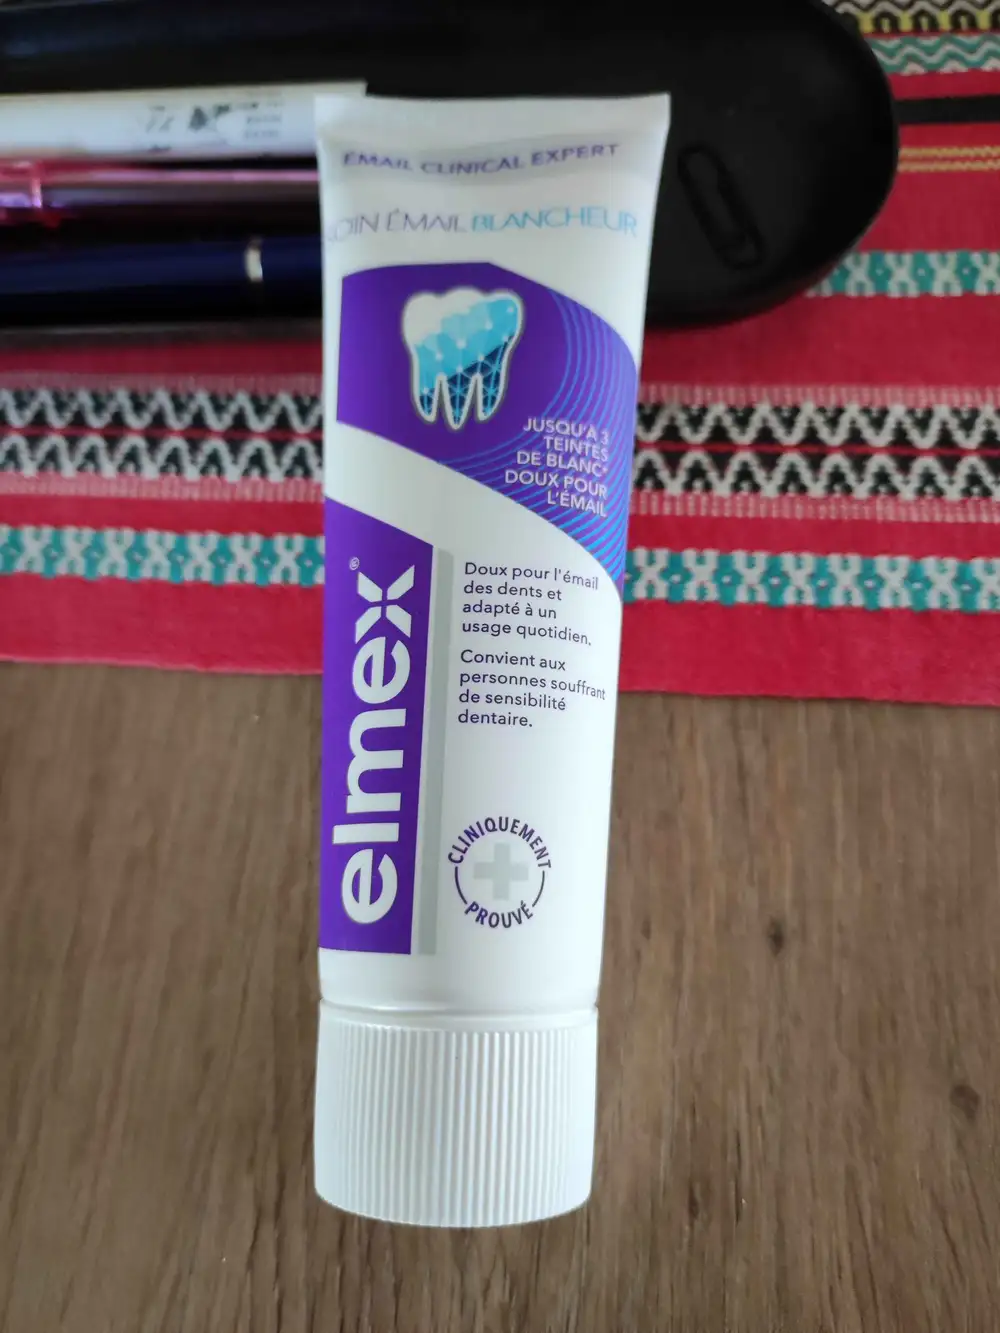 ÉMAIL CLINICAL EXPERT
SOIN ÉMAIL BLANCHEUR
JUSQU'À 3
TEINTES
DE BLANC*
DOUX POUR
L'ÉMAIL
elmex®
Doux pour l'émail
des dents et
adapté à un
usage quotidien.
Convient aux
personnes souffrant
de sensibilité
dentaire.
CLINIQUEMENT
PROUVÉ